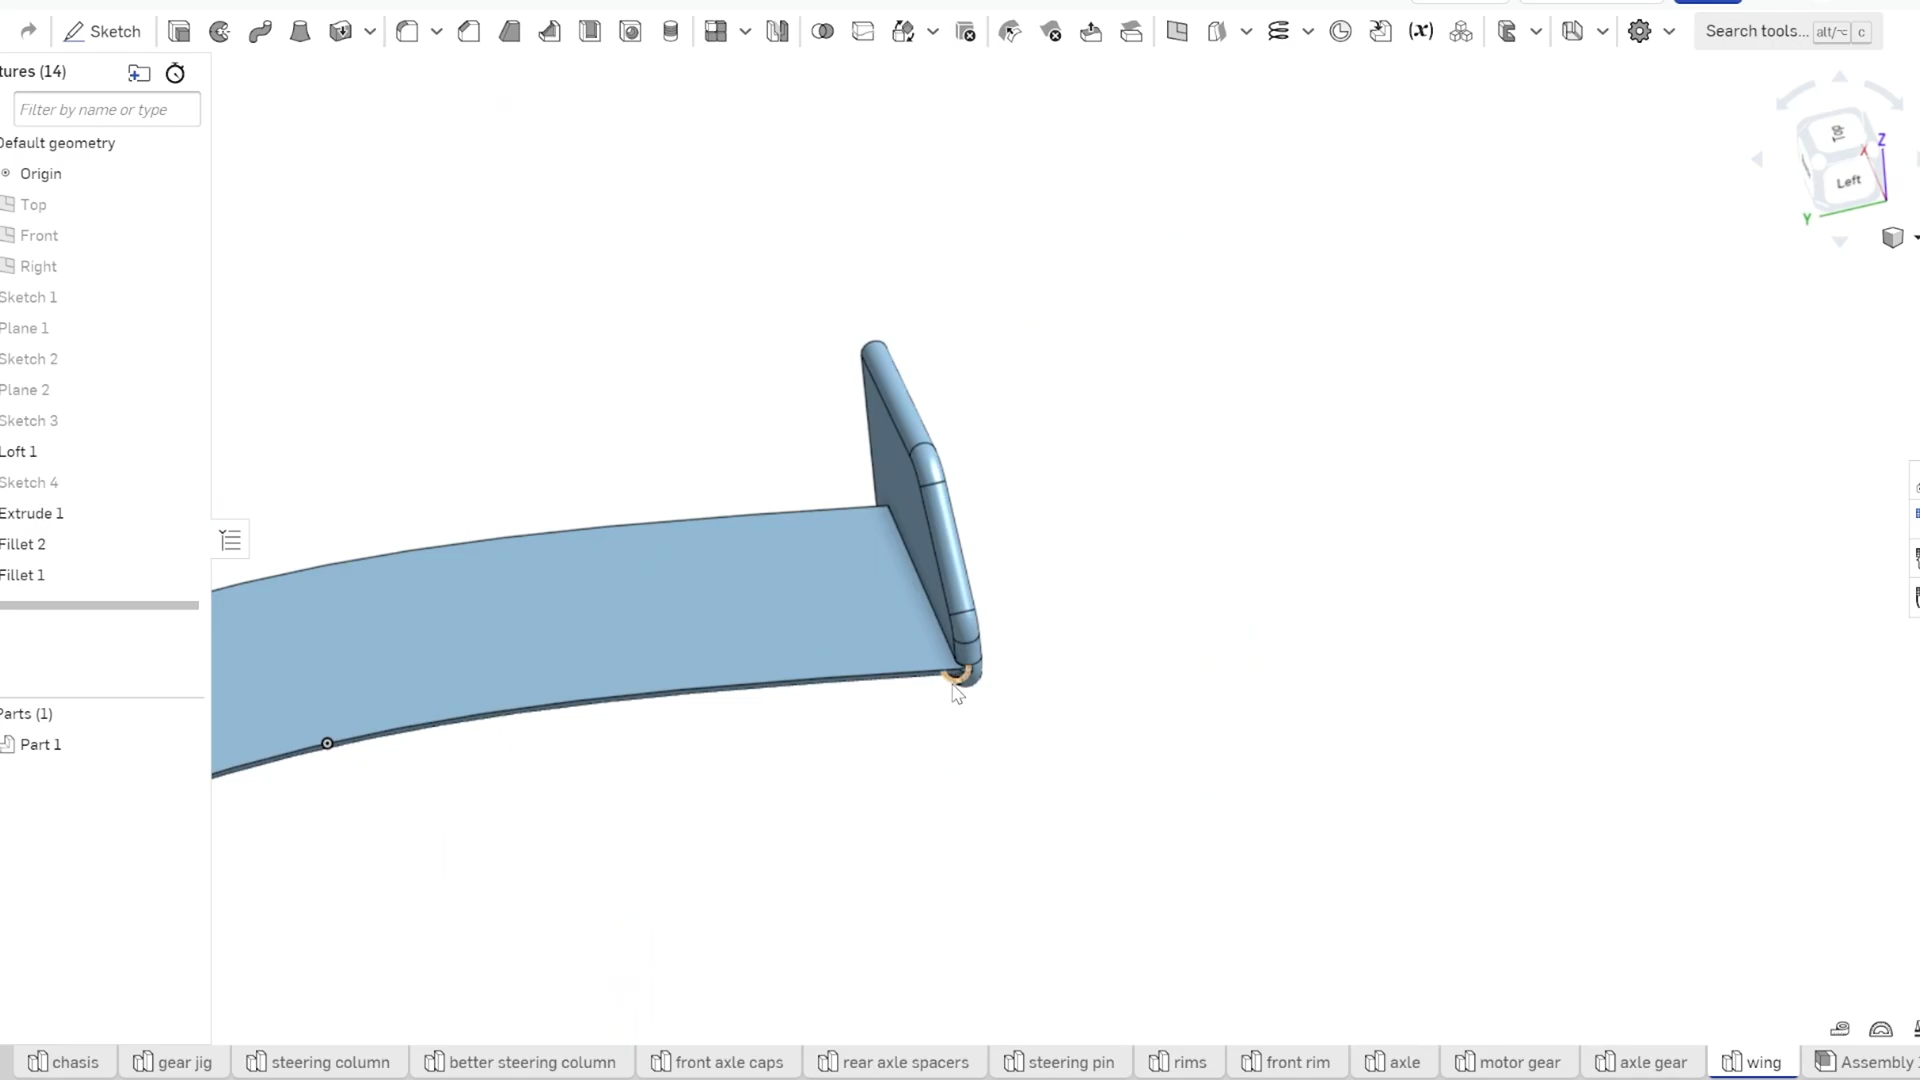 Sketch
Search tools... alt/⌥ c
tures (14)
Filter by name or type
Default geometry
Origin
Top
Front
Right
Sketch 1
Plane 1
Sketch 2
Plane 2
Sketch 3
Loft 1
Sketch 4
Extrude 1
Fillet 2
Fillet 1
Parts (1)
Part 1
Left
X
Y
Z
(x)
chasis
gear jig
steering column
better steering column
front axle caps
rear axle spacers
steering pin
rims
front rim
axle
motor gear
axle gear
wing
Assembly